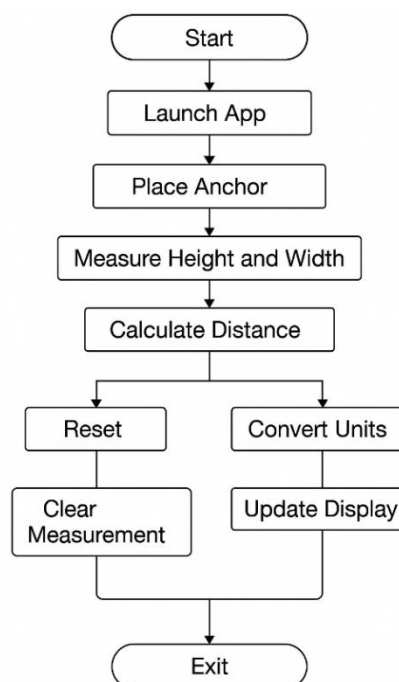 Start
Launch App
Place Anchor
Measure Height and Width
Calculate Distance
Reset
Convert Units
Clear
Measurement
Update Display
Exit